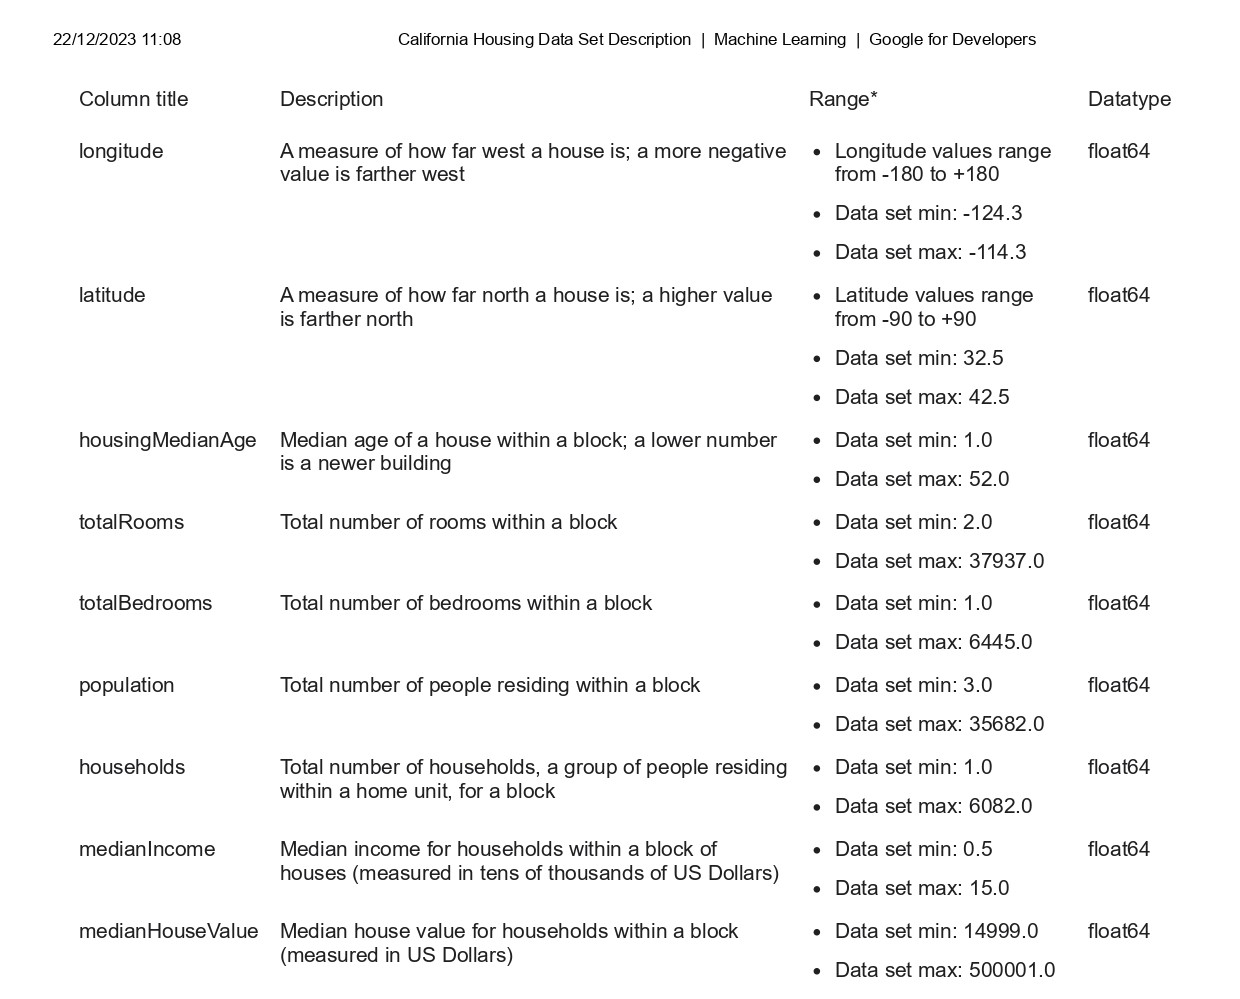 22/12/2023 11:08
California Housing Data Set Description | Machine Learning | Google for Developers
Column title Description Range* Datatype
longitude A measure of how far west a house is; a more negative • Longitude values range float64
value is farther west from -180 to +180
• Data set min: -124.3
• Data set max: -114.3
latitude A measure of how far north a house is; a higher value • Latitude values range float64
is farther north from -90 to +90
• Data set min: 32.5
• Data set max: 42.5
housingMedianAge Median age of a house within a block; a lower number • Data set min: 1.0 float64
is a newer building • Data set max: 52.0
totalRooms Total number of rooms within a block • Data set min: 2.0 float64
• Data set max: 37937.0
totalBedrooms Total number of bedrooms within a block • Data set min: 1.0 float64
• Data set max: 6445.0
population Total number of people residing within a block • Data set min: 3.0 float64
• Data set max: 35682.0
households Total number of households, a group of people residing • Data set min: 1.0 float64
within a home unit, for a block • Data set max: 6082.0
medianIncome Median income for households within a block of • Data set min: 0.5 float64
houses (measured in tens of thousands of US Dollars) • Data set max: 15.0
medianHouseValue Median house value for households within a block • Data set min: 14999.0 float64
(measured in US Dollars) • Data set max: 500001.0